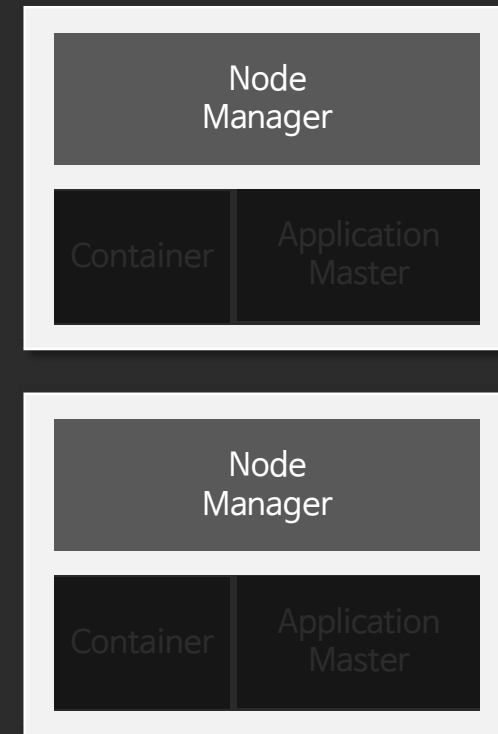 Node
Manager
Container
Application
Master
Node
Manager
Container
Application
Master